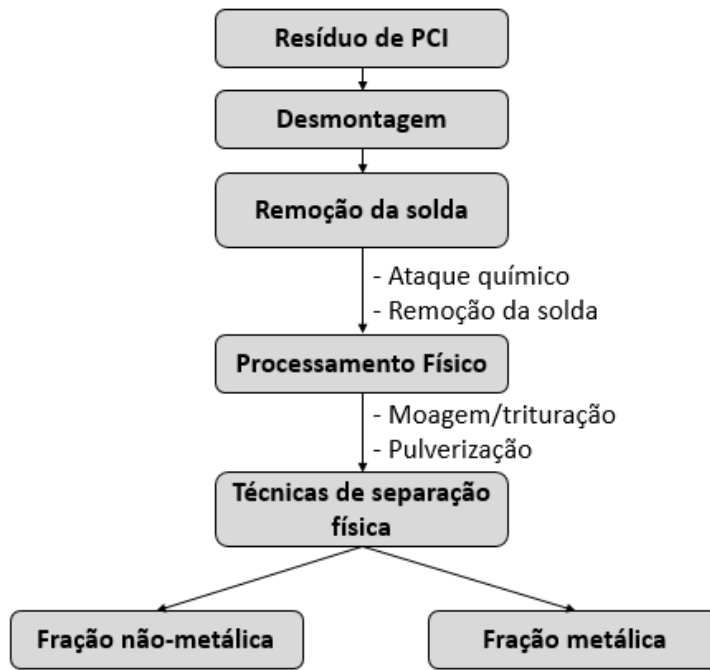 Resíduo de PCI
Desmontagem
Remoção da solda
- Ataque químico
- Remoção da solda
Processamento Físico
- Moagem/trituração
- Pulverização
Técnicas de separação
física
Fração não-metálica
Fração metálica